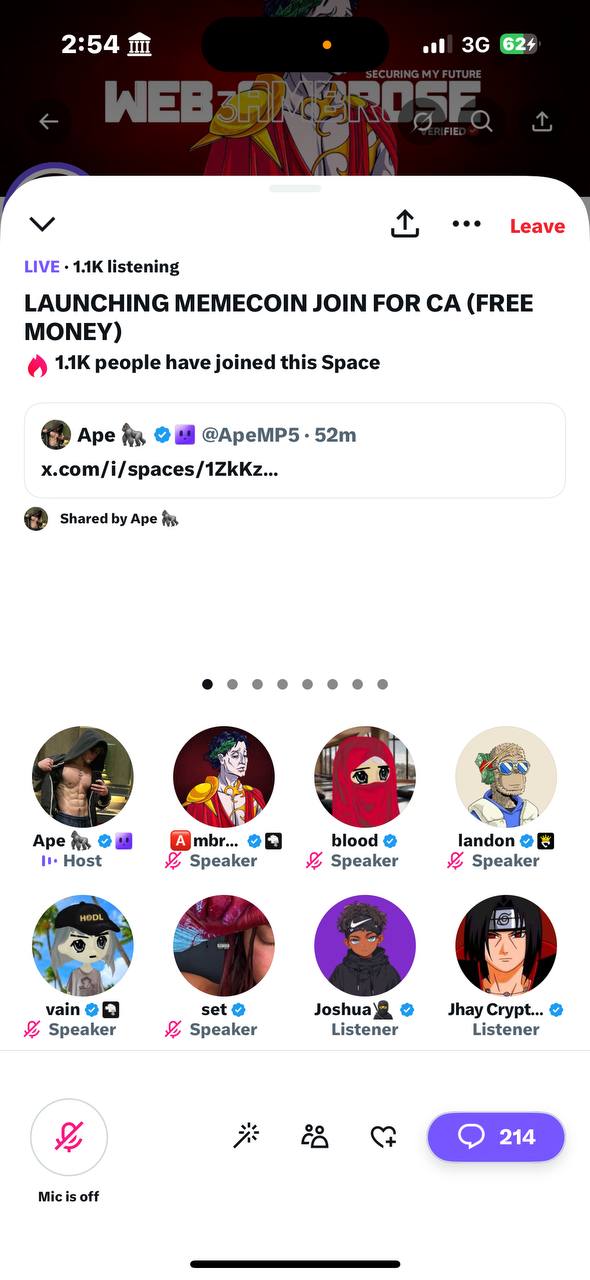 2:54
3G
62
SECURING MY FUTURE
WEB3AMBROSE
VERIFIED
Leave
LIVE · 1.1K listening
LAUNCHING MEMECOIN JOIN FOR CA (FREE
MONEY)
🔥 1.1K people have joined this Space
Ape 🦍 @ApeMP5 · 52m
x.com/i/spaces/1ZkKz...
Shared by Ape 🦍
Ape 🦍
🅰️mbr...
blood
landon
Host
Speaker
Speaker
Speaker
HODL
vain
set
Joshua🥷
Jhay Crypt...
Speaker
Speaker
Listener
Listener
214
Mic is off